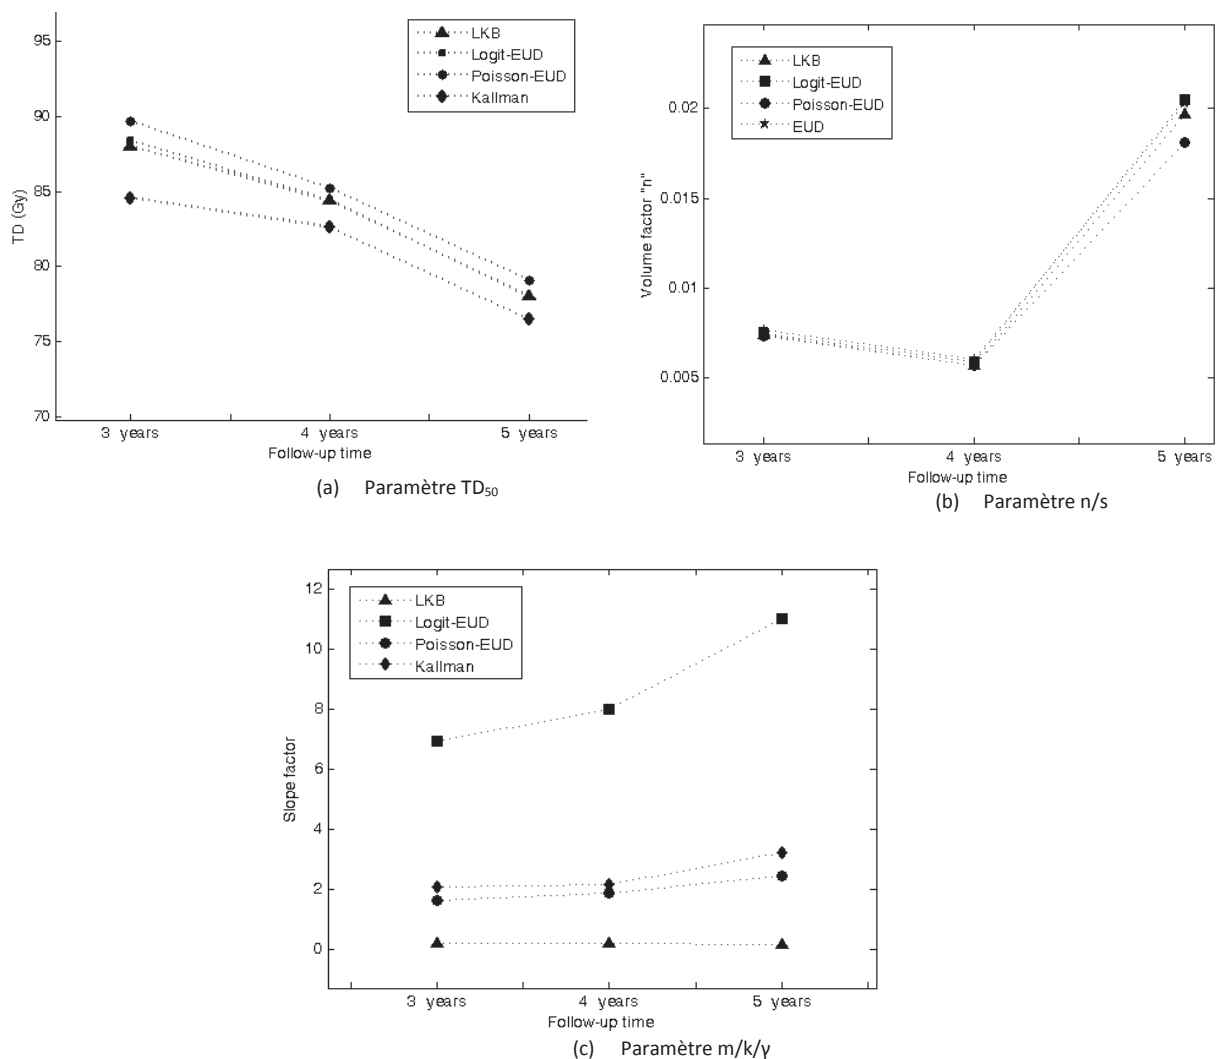 95
90
85
80
75
70
TD (Gy)
LKB
Logit-EUD
Poisson-EUD
Kallman
3 years
4 years
5 years
Follow-up time
(a) Paramètre TD₅₀
0.02
0.015
0.01
0.005
Volume factor "n"
LKB
Logit-EUD
Poisson-EUD
EUD
3 years
4 years
5 years
Follow-up time
(b) Paramètre n/s
12
10
8
6
4
2
0
Slope factor
LKB
Logit-EUD
Poisson-EUD
Kallman
3 years
4 years
5 years
Follow-up time
(c) Paramètre m/k/γ